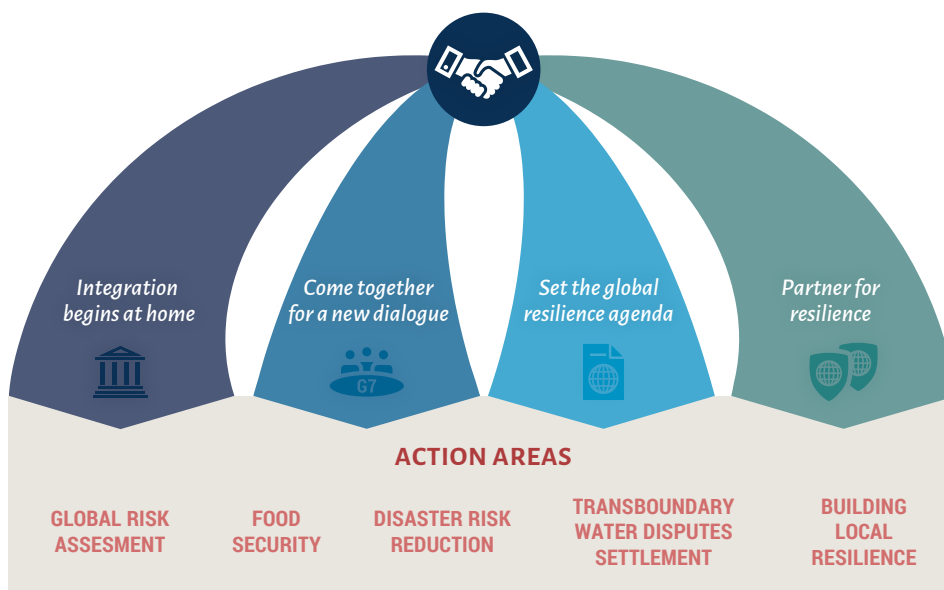 Integration
begins at home
Come together
for a new dialogue
Set the global
resilience agenda
Partner for
resilience
G7
ACTION AREAS
GLOBAL RISK
ASSESMENT
FOOD
SECURITY
DISASTER RISK
REDUCTION
TRANSBOUNDARY
WATER DISPUTES
SETTLEMENT
BUILDING
LOCAL
RESILIENCE